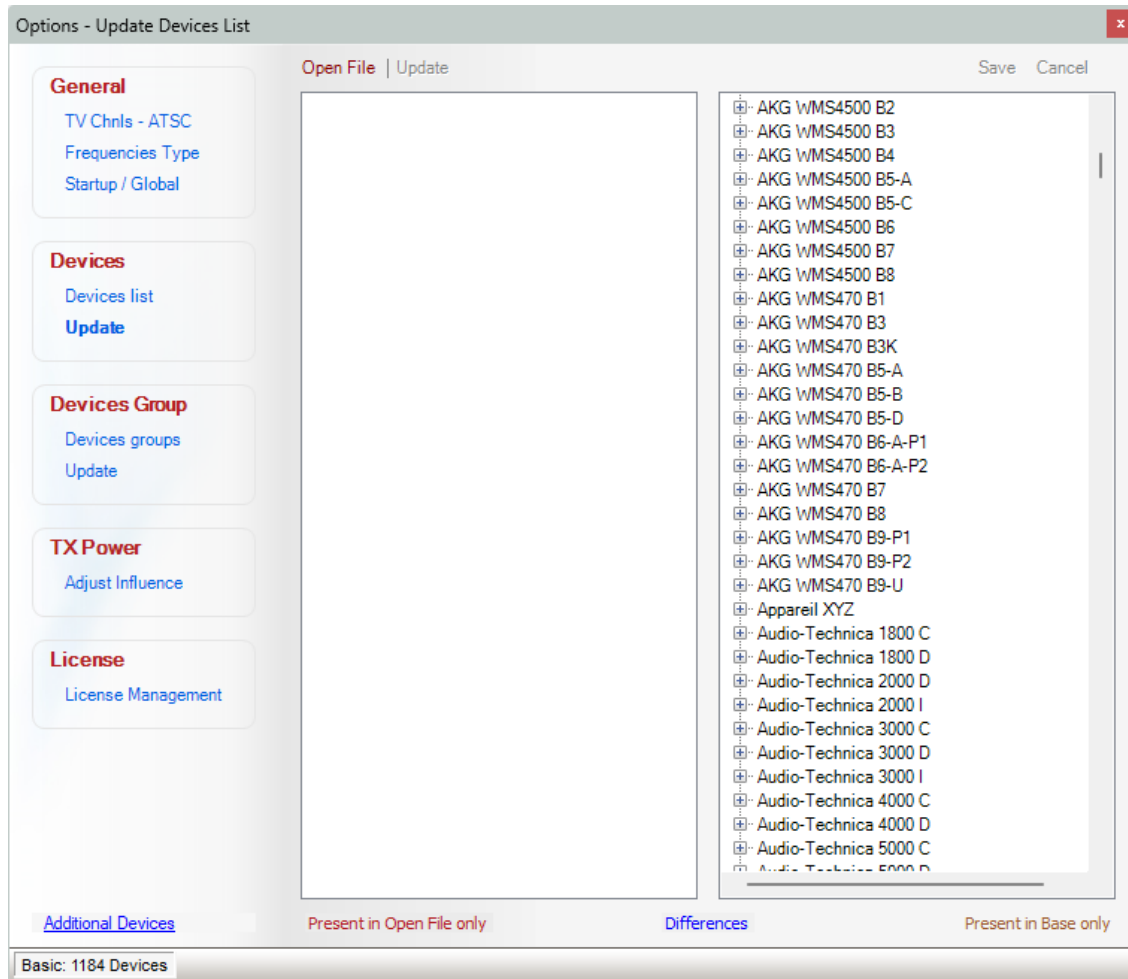 Options - Update Devices List
x
General
TV Chnls - ATSC
Frequencies Type
Startup / Global
Devices
Devices list
Update
Devices Group
Devices groups
Update
TX Power
Adjust Influence
License
License Management
Additional Devices
Open File | Update
Save Cancel
AKG WMS4500 B2
AKG WMS4500 B3
AKG WMS4500 B4
AKG WMS4500 B5-A
AKG WMS4500 B5-C
AKG WMS4500 B6
AKG WMS4500 B7
AKG WMS4500 B8
AKG WMS470 B1
AKG WMS470 B3
AKG WMS470 B3K
AKG WMS470 B5-A
AKG WMS470 B5-B
AKG WMS470 B5-D
AKG WMS470 B6-A-P1
AKG WMS470 B6-A-P2
AKG WMS470 B7
AKG WMS470 B8
AKG WMS470 B9-P1
AKG WMS470 B9-P2
AKG WMS470 B9-U
Appareil XYZ
Audio-Technica 1800 C
Audio-Technica 1800 D
Audio-Technica 2000 D
Audio-Technica 2000 I
Audio-Technica 3000 C
Audio-Technica 3000 D
Audio-Technica 3000 I
Audio-Technica 4000 C
Audio-Technica 4000 D
Audio-Technica 5000 C
Audio-Technica 5000 D
Present in Open File only
Differences
Present in Base only
Basic: 1184 Devices